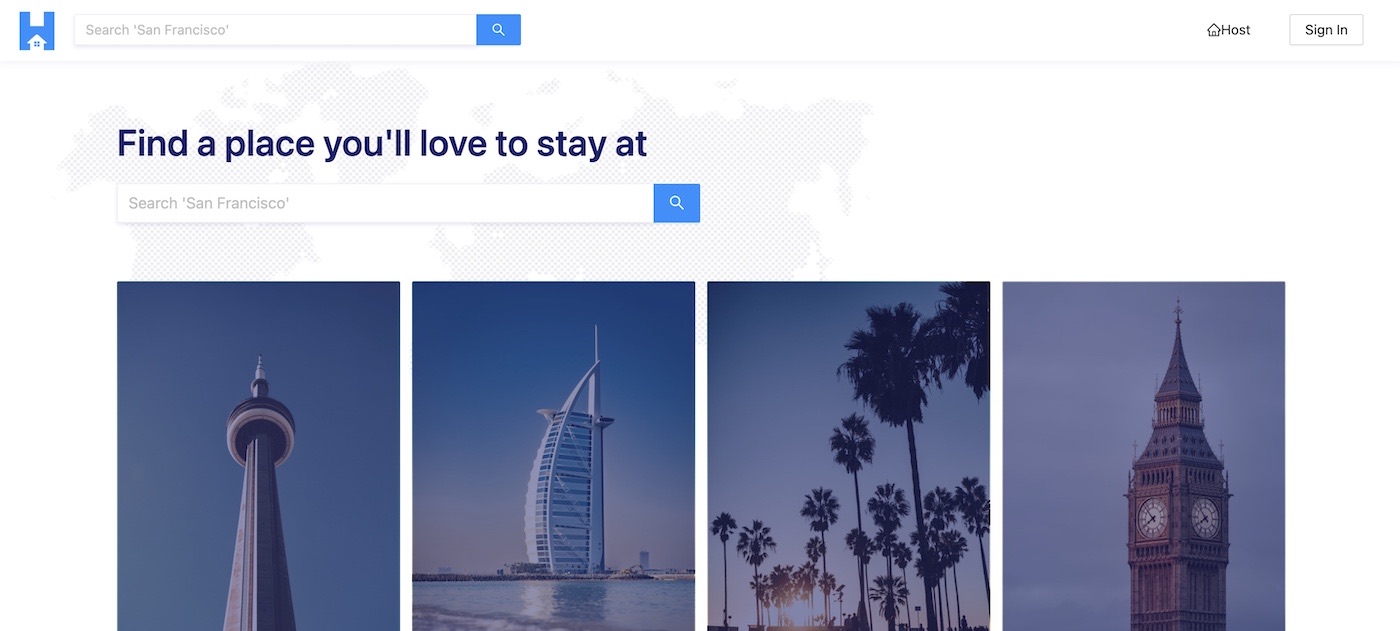 Search 'San Francisco'
Host
Sign In
Find a place you'll love to stay at
Search 'San Francisco'